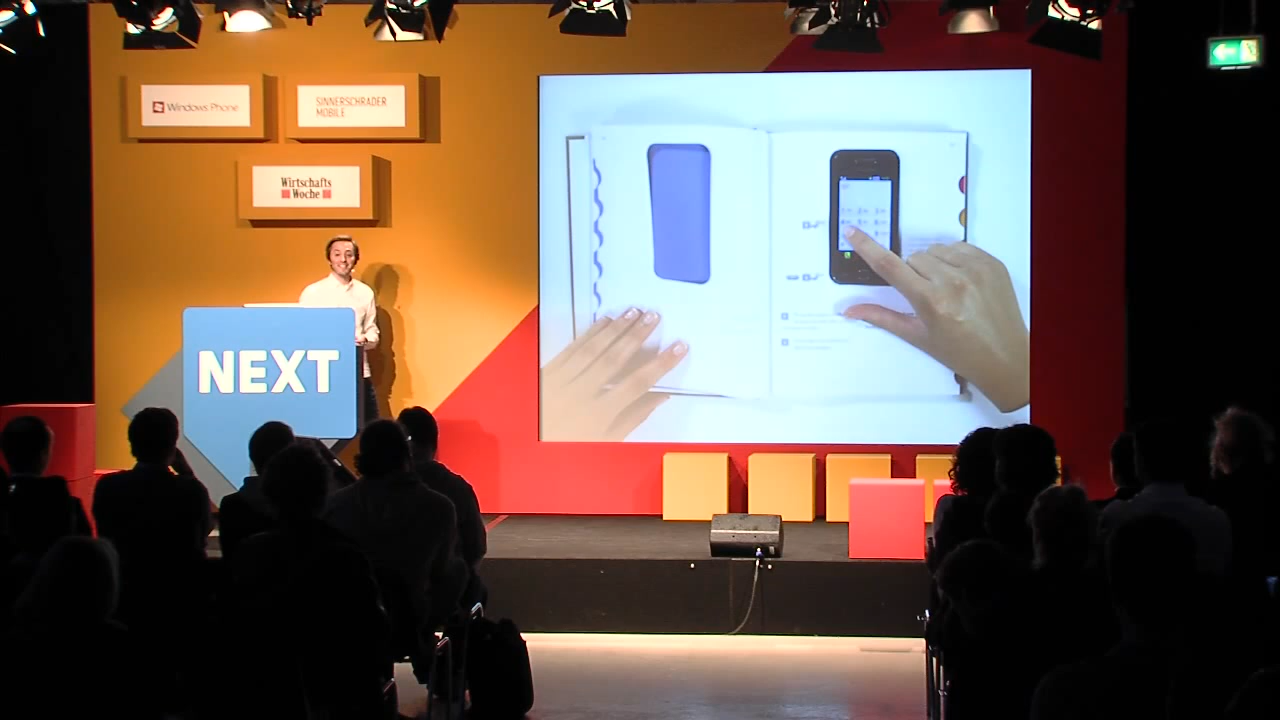 Windows Phone
SINNERSCHRADER
MOBILE
Wirtschafts
Woche
NEXT